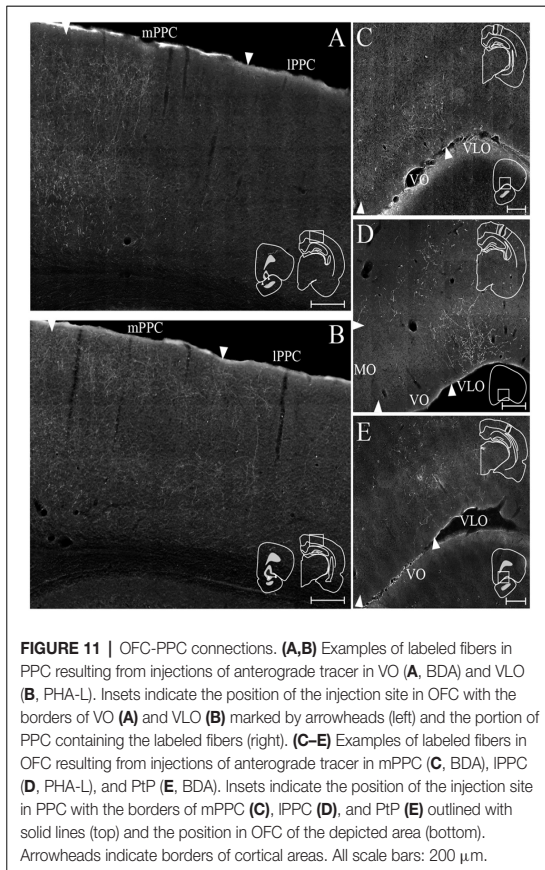 mPPC
A
lPPC
C
VO
VLO
D
MO
VO
VLO
mPPC
B
lPPC
E
VLO
VO
FIGURE 11 | OFC-PPC connections. (A,B) Examples of labeled fibers in
PPC resulting from injections of anterograde tracer in VO (A, BDA) and VLO
(B, PHA-L). Insets indicate the position of the injection site in OFC with the
borders of VO (A) and VLO (B) marked by arrowheads (left) and the portion of
PPC containing the labeled fibers (right). (C–E) Examples of labeled fibers in
OFC resulting from injections of anterograde tracer in mPPC (C, BDA), lPPC
(D, PHA-L), and PtP (E, BDA). Insets indicate the position of the injection site
in PPC with the borders of mPPC (C), lPPC (D), and PtP (E) outlined with
solid lines (top) and the position in OFC of the depicted area (bottom).
Arrowheads indicate borders of cortical areas. All scale bars: 200 μm.